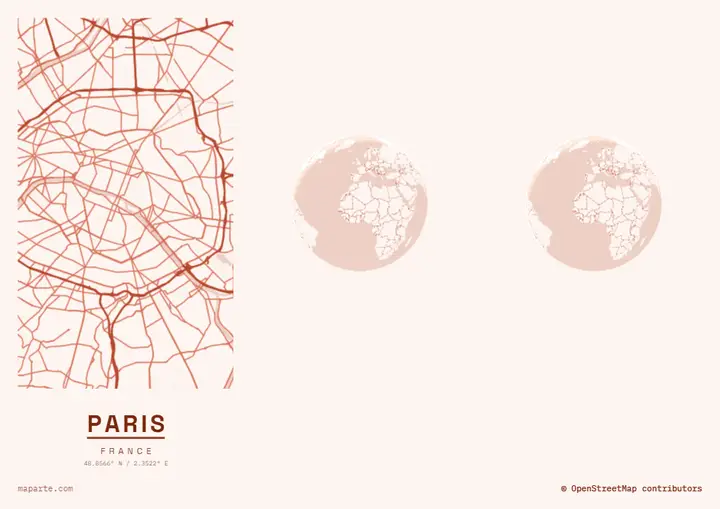 PARIS
FRANCE
48.8566° N / 2.3522° E
maparte.com
© OpenStreetMap contributors